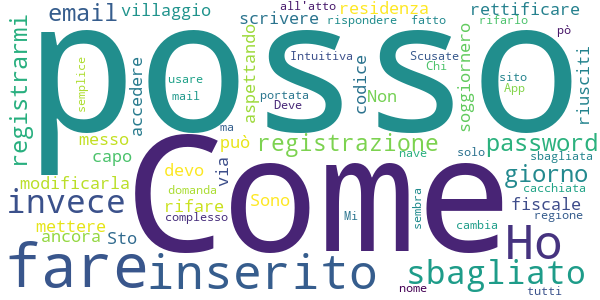 all'atto residenza
email villaggio scrivere rispondere fatto rifarlo rettificare
registrarmi posso pò
semplice accedere usare mail aspettando Intuitiva portata Deve codice Scusate Chi Non soggiornero sito App riusciti
messo capo ma può registrazione nave solo password sbagliata
modificarla devo via Come giorno cacchiata
invece domanda rifare Sono complesso Mi sembra fiscale
mettere ancora Sto cambia Ho regione
fare inserito sbagliato
nome tutti